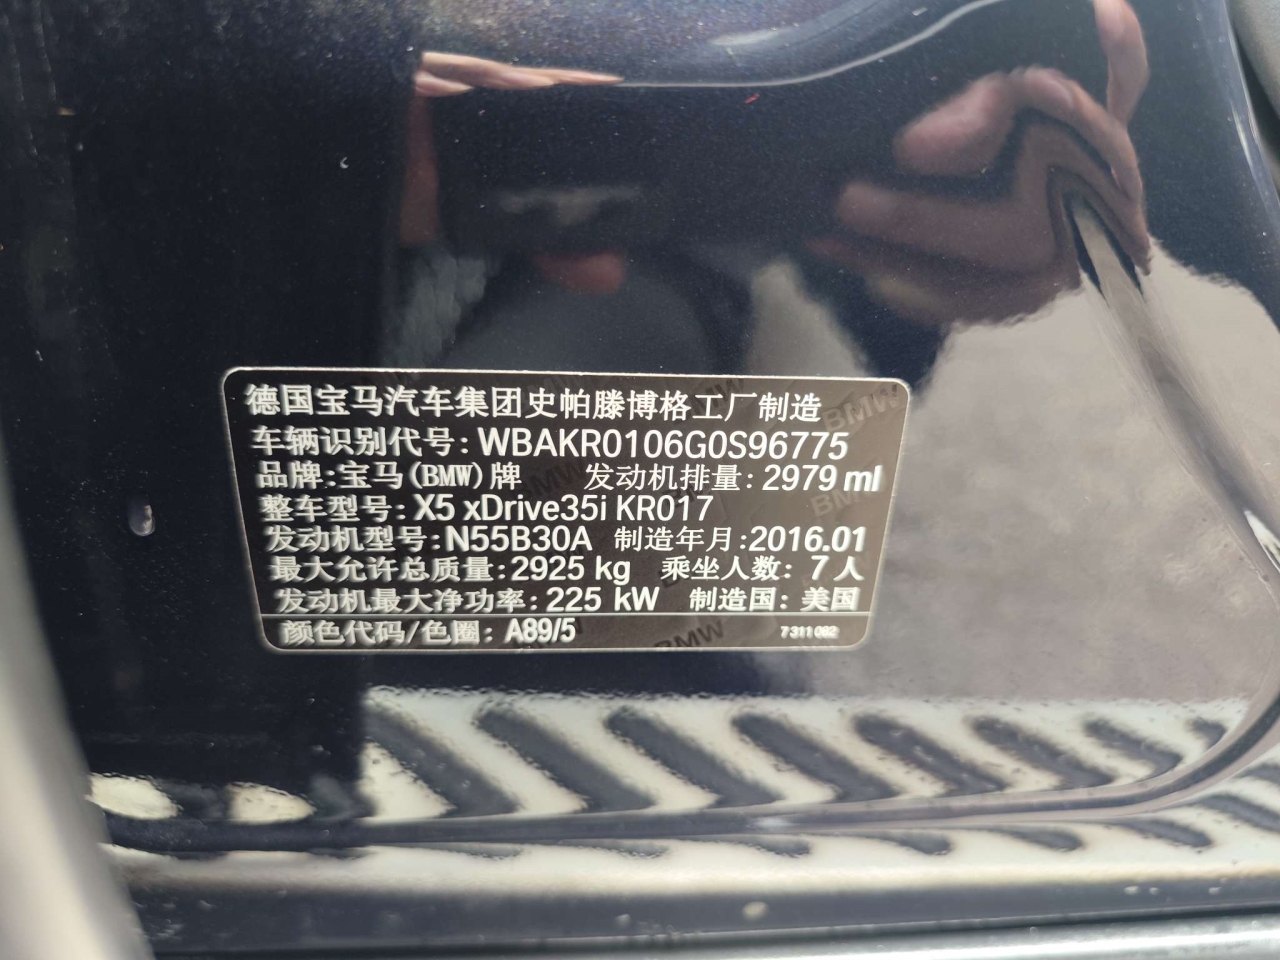 德国宝马汽车集团史帕滕博格工厂制造
车辆识别代号:WBAKR0106G0S96775
品牌:宝马(BMW)牌 发动机排量:2979 ml
整车型号:X5 xDrive35i KR017
发动机型号:N55B30A 制造年月:2016.01
最大允许总质量:2925 kg 乘坐人数: 7人
发动机最大净功率:225 kW 制造国:美国
颜色代码/色圈: A89/5 7 311 082